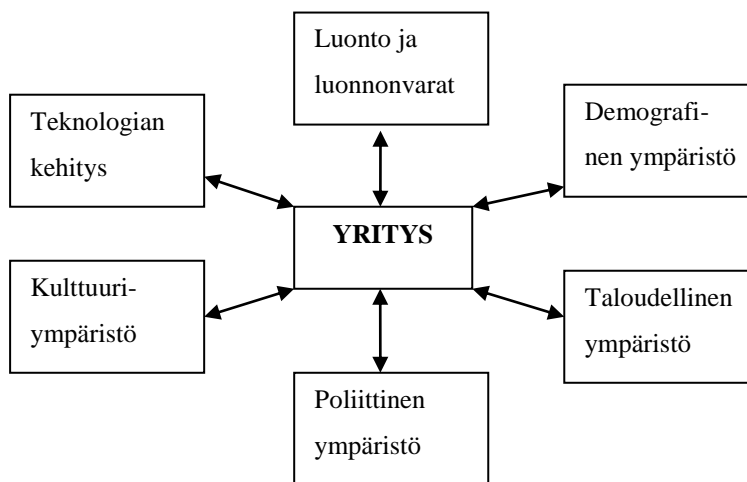 Luonto ja
luonnonvarat
Teknologian
kehitys
Demografi-
nen ympäristö
YRITYS
Kulttuuri-
ympäristö
Taloudellinen
ympäristö
Poliittinen
ympäristö